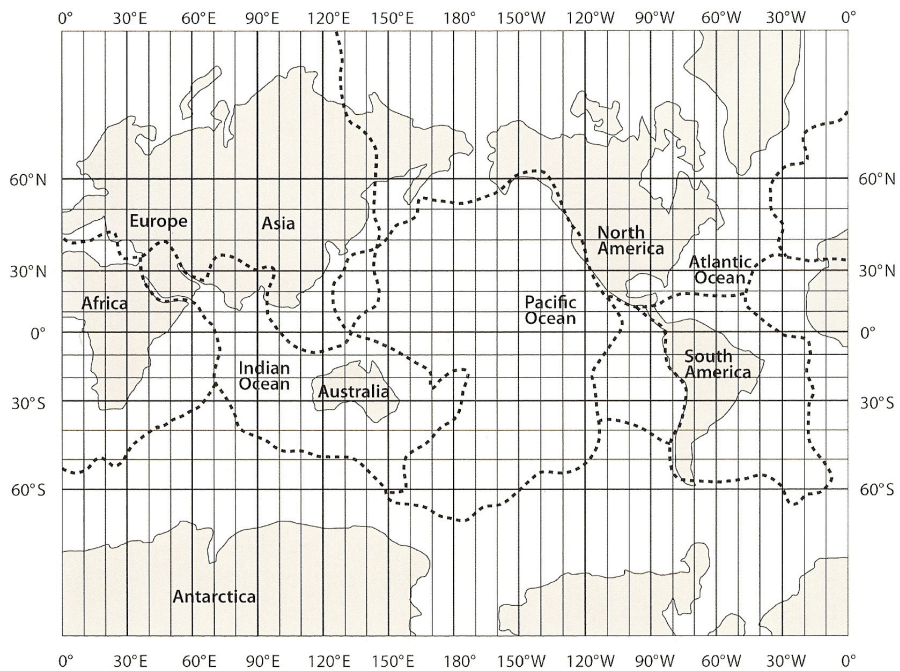 0° 30°E 60°E 90°E 120°E 150°E 180° 150°W 120°W 90°W 60°W 30°W 0°
60°N 60°N
Europe Asia
North
America
Atlantic
Ocean
30°N 30°N
Africa
Pacific
Ocean
0° 0°
South
America
Indian
Ocean
Australia
30°S 30°S
60°S 60°S
Antarctica
0° 30°E 60°E 90°E 120°E 150°E 180° 150°W 120°W 90°W 60°W 30°W 0°